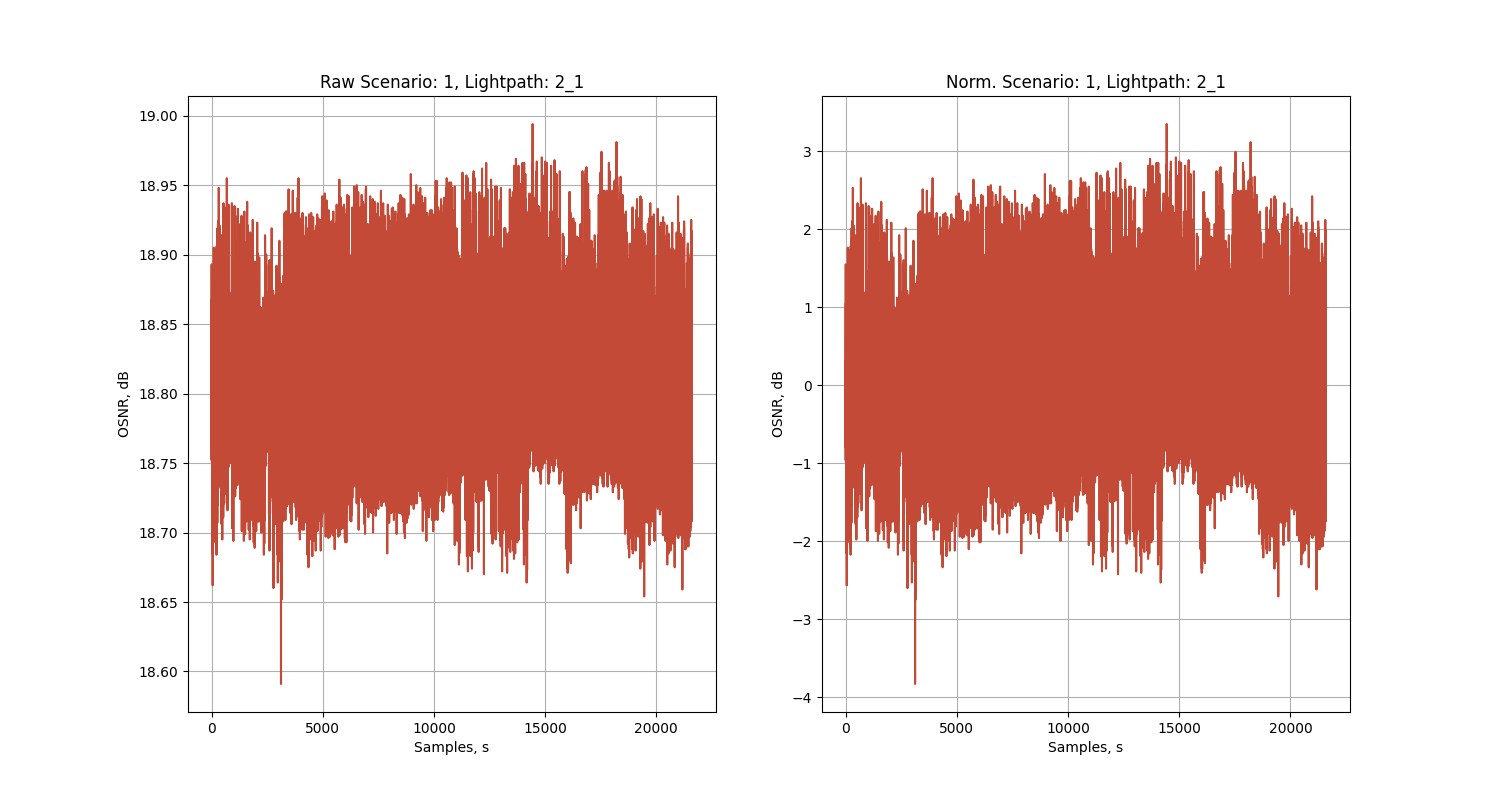 Raw Scenario: 1, Lightpath: 2_1
OSNR, dB
19.00
18.95
18.90
18.85
18.80
18.75
18.70
18.65
18.60
0 5000 10000 15000 20000
Samples, s
Norm. Scenario: 1, Lightpath: 2_1
OSNR, dB
3
2
1
0
−1
−2
−3
−4
0 5000 10000 15000 20000
Samples, s